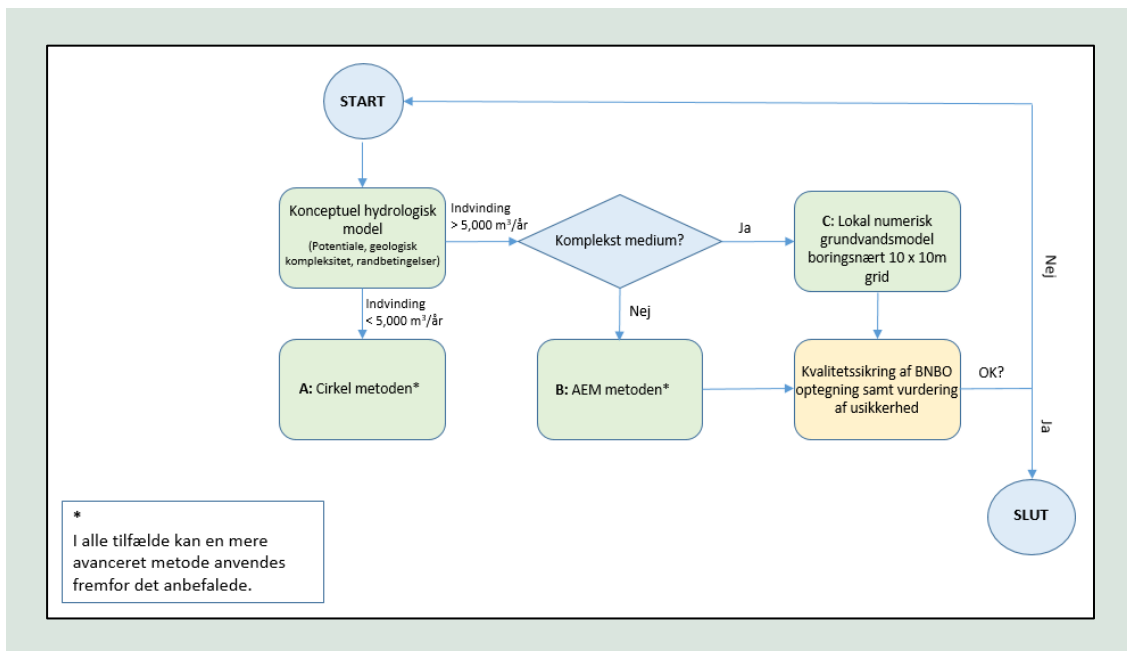 START
Konceptuel hydrologisk
model
(Potentiale, geologisk
kompleksitet, randbetingelser)
Indvinding
> 5,000 m³/år
Komplekst medium?
Ja
C: Lokal numerisk
grundvandsmodel
boringsnært 10 x 10m
grid
Nej
Indvinding
< 5,000 m³/år
Nej
A: Cirkel metoden*
B: AEM metoden*
Kvalitetssikring af BNBO
optegning samt vurdering
af usikkerhed
OK?
Ja
SLUT
*
I alle tilfælde kan en mere
avanceret metode anvendes
fremfor det anbefalede.